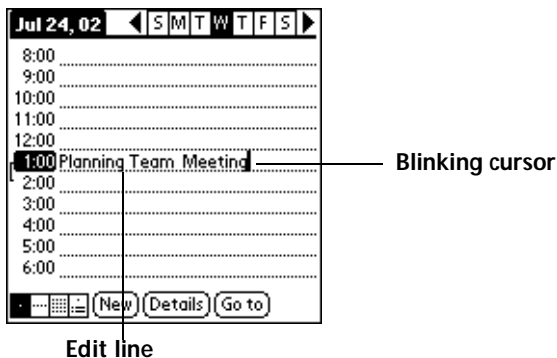 Jul 24, 02 S M T W T F S
8:00
9:00
10:00
11:00
12:00
1:00 Planning Team Meeting Blinking cursor
2:00
3:00
4:00
5:00
6:00
New Details Go to
Edit line